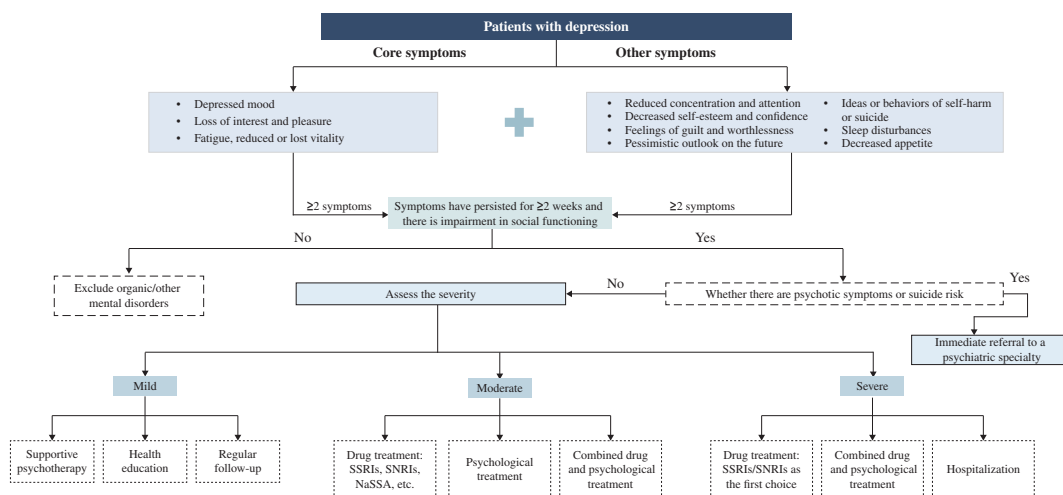 Patients with depression
Core symptoms
Other symptoms
• Depressed mood
• Loss of interest and pleasure
• Fatigue, reduced or lost vitality
• Reduced concentration and attention
• Decreased self-esteem and confidence
• Feelings of guilt and worthlessness
• Pessimistic outlook on the future
• Ideas or behaviors of self-harm
or suicide
• Sleep disturbances
• Decreased appetite
≥2 symptoms
Symptoms have persisted for ≥2 weeks and
there is impairment in social functioning
≥2 symptoms
No
Yes
Exclude organic/other
mental disorders
Assess the severity
No
Whether there are psychotic symptoms or suicide risk
Yes
Immediate referral to a
psychiatric specialty
Mild
Moderate
Severe
Supportive
psychotherapy
Health
education
Regular
follow-up
Drug treatment:
SSRIs, SNRIs,
NaSSA, etc.
Psychological
treatment
Combined drug
and psychological
treatment
Drug treatment:
SSRIs/SNRIs as
the first choice
Combined drug
and psychological
treatment
Hospitalization